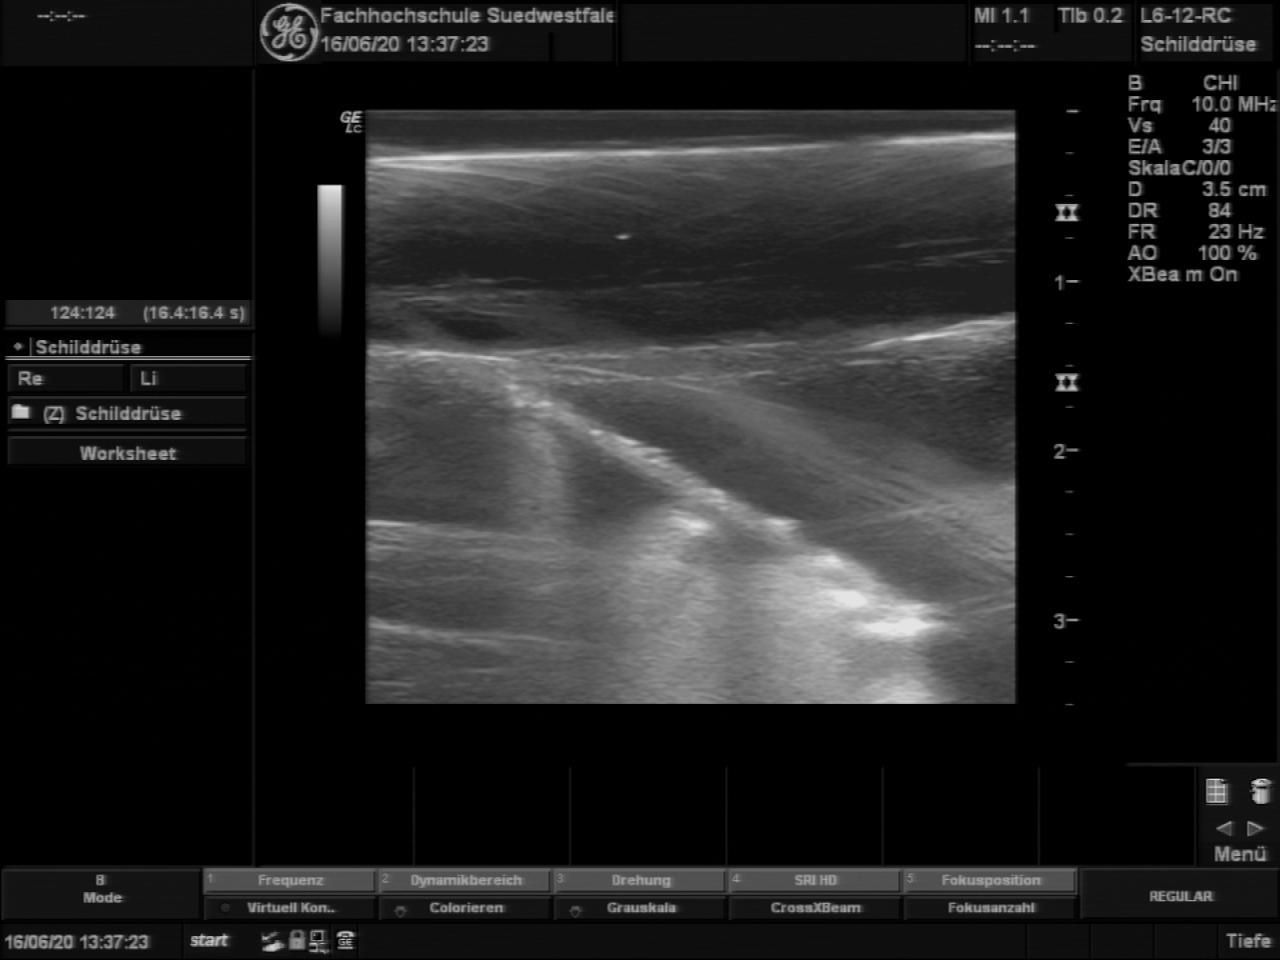 --:--:--
Fachhochschule Suedwestfale
16/06/20 13:37:23
MI 1.1 TIb 0.2
--:--:--
L6-12-RC
Schilddrüse
GE
LC
B CHI
Frq 10.0 MHz
Vs 40
E/A 3/3
SkalaC/0/0
D 3.5 cm
DR 84
FR 23 Hz
AO 100 %
XBea m On
1
2
3
124:124 (16.4:16.4 s)
Schilddrüse
Re Li
(Z) Schilddrüse
Worksheet
Menü
B
Mode
1 Frequenz
2 Dynamikbereich
3 Drehung
4 SRI HD
5 Fokusposition
Virtuell Kon..
Colorieren
Grauskala
CrossXBeam
Fokusanzahl
REGULAR
16/06/20 13:37:23
start
GE
Tiefe